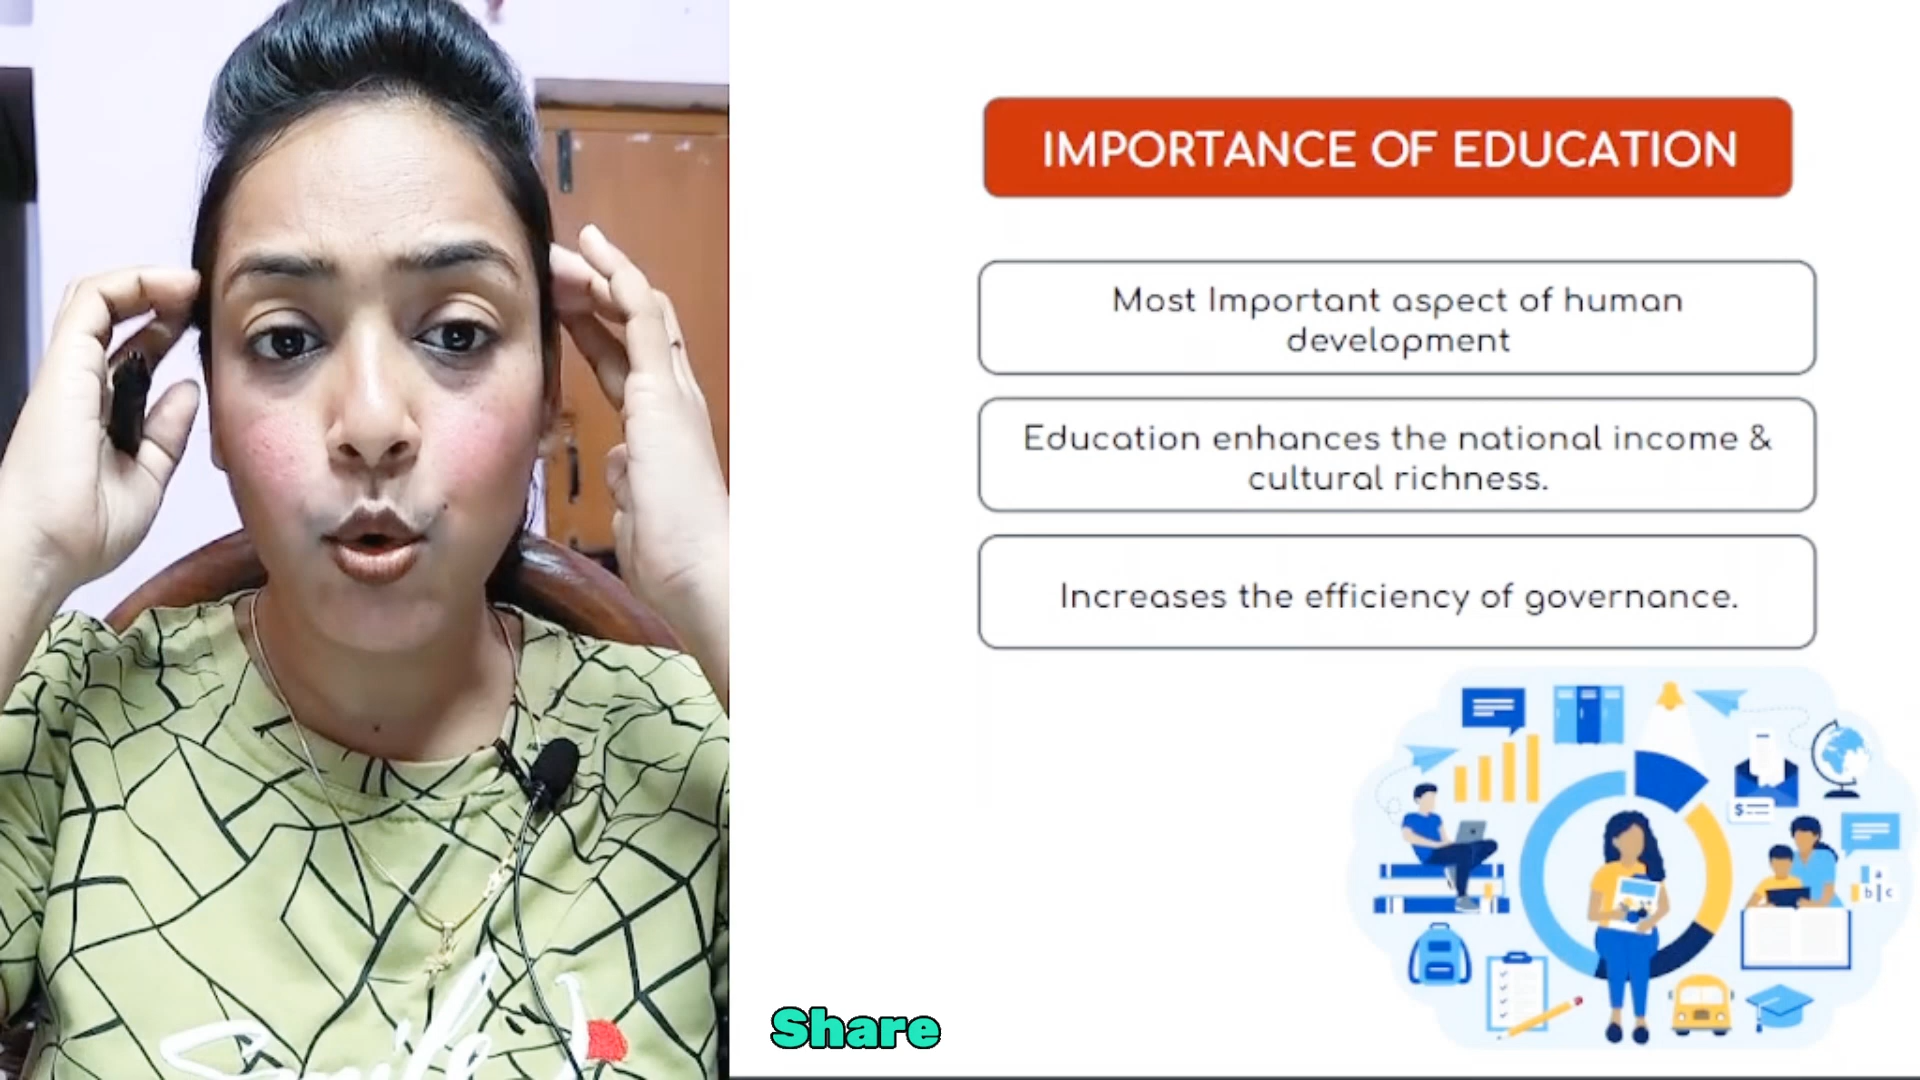 IMPORTANCE OF EDUCATION
Most Important aspect of human
development
Education enhances the national income &
cultural richness.
Increases the efficiency of governance.
$
a
b c
Smile
Share